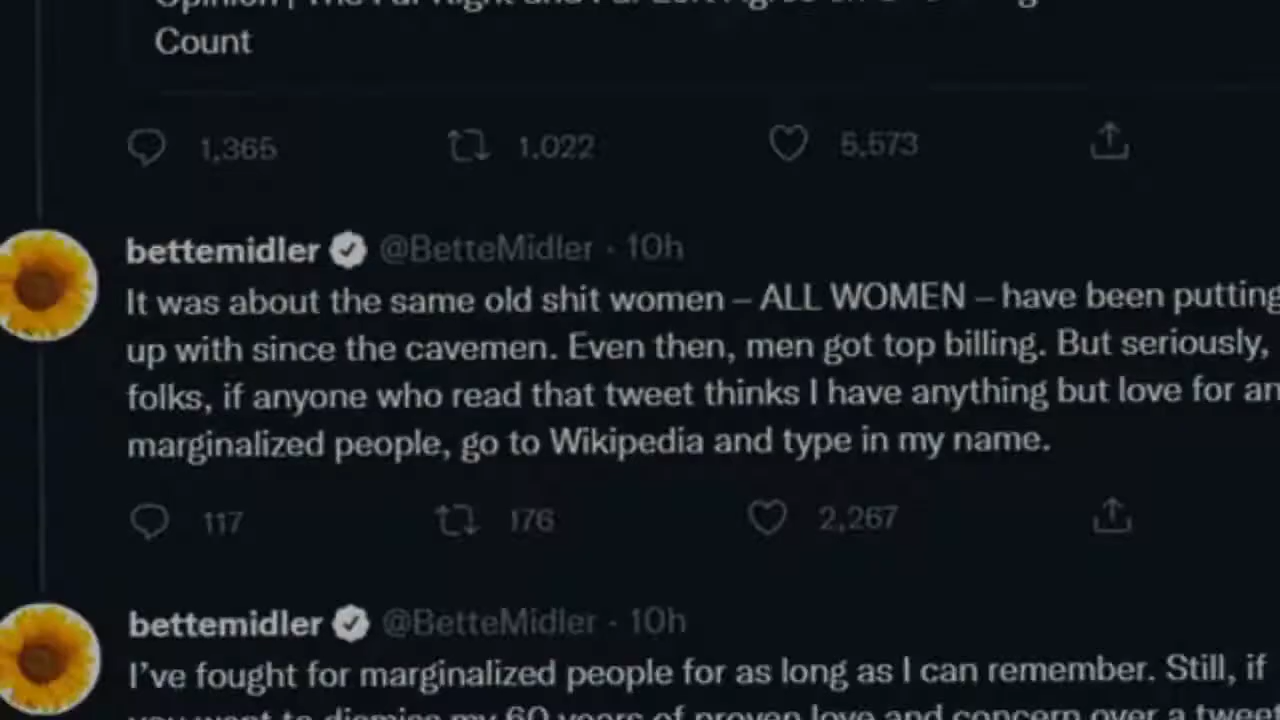 Count
1,365 1,022 5,573
bettemidler @BetteMidler · 10h
It was about the same old shit women – ALL WOMEN – have been putting
up with since the cavemen. Even then, men got top billing. But seriously,
folks, if anyone who read that tweet thinks I have anything but love for
marginalized people, go to Wikipedia and type in my name.
117 176 2,267
bettemidler @BetteMidler · 10h
I've fought for marginalized people for as long as I can remember. Still, if